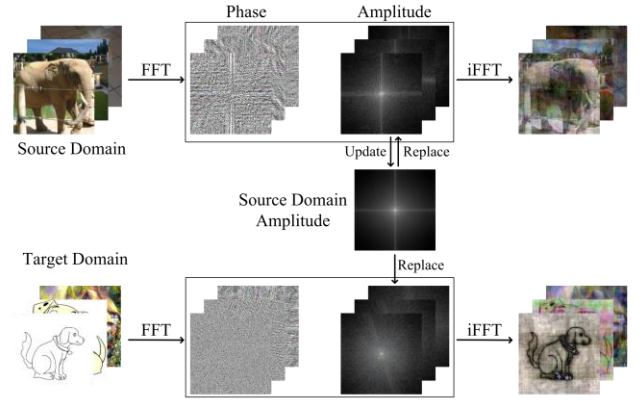 Phase
Amplitude
FFT
iFFT
Source Domain
Update
Replace
Source Domain
Amplitude
Target Domain
Replace
FFT
iFFT